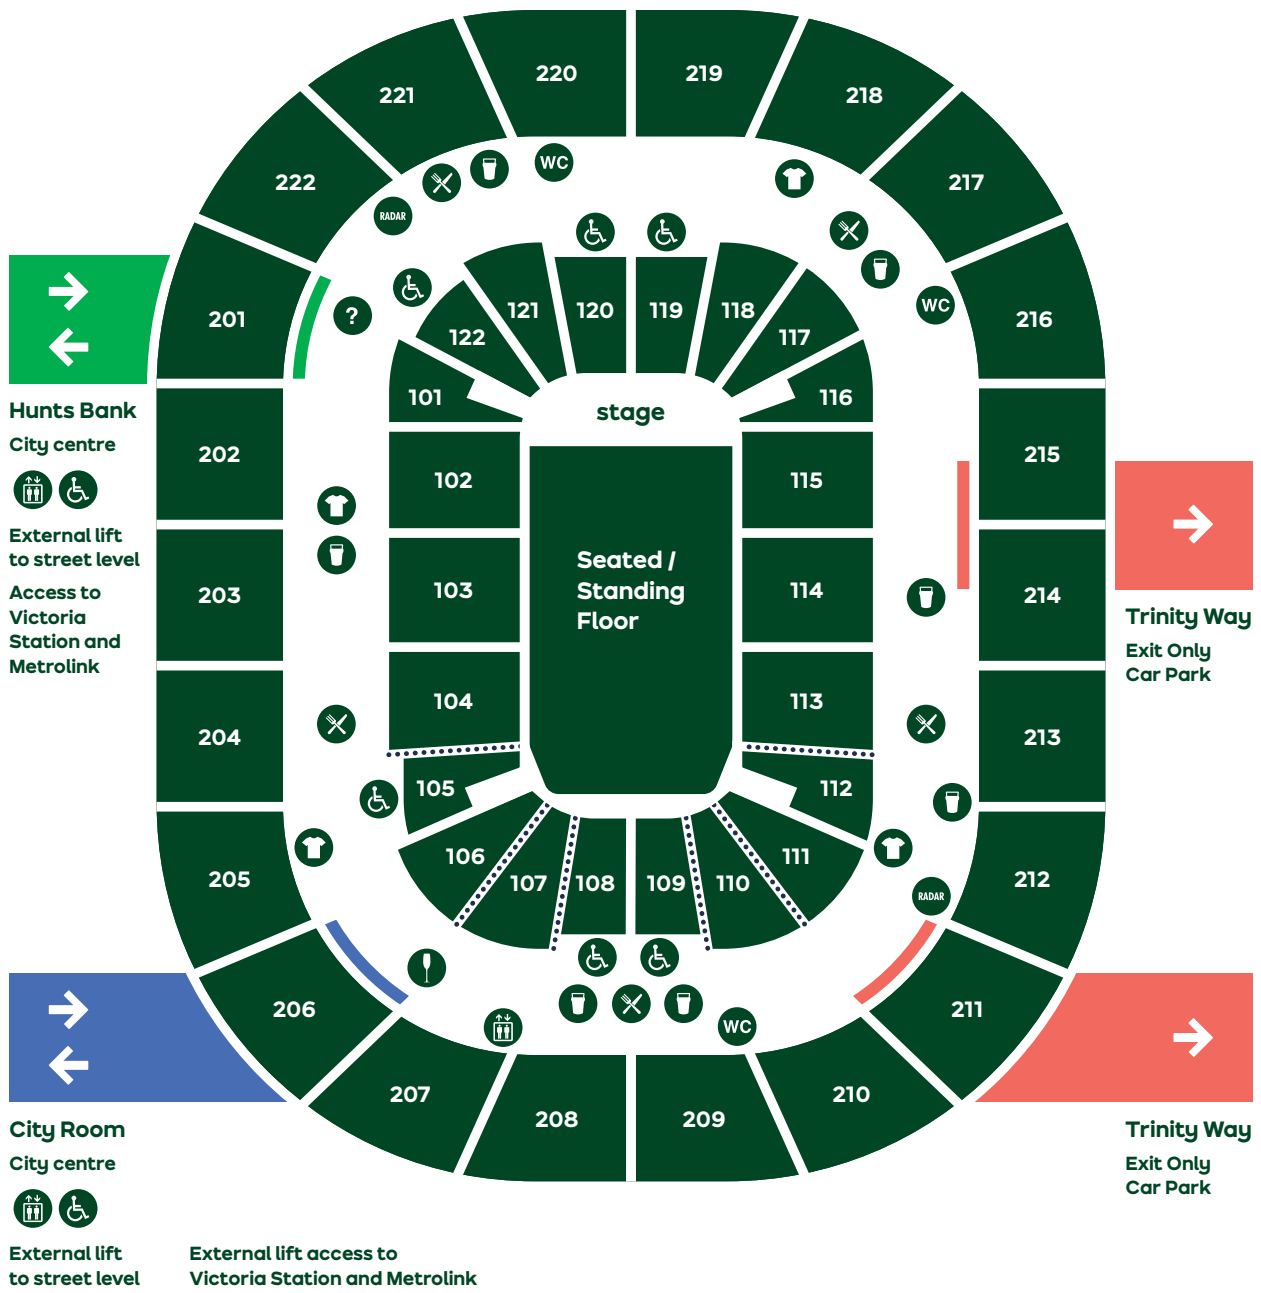 220
219
221
218
WC
222
217
RADAR
?
201
121
120
119
118
WC
216
122
117
101
116
Hunts Bank
stage
City centre
202
102
115
215
External lift
to street level
Seated /
Standing
Floor
Access to
Victoria
Station and
Metrolink
203
103
114
214
Trinity Way
Exit Only
Car Park
104
113
204
213
105
112
106
111
205
107
108
109
110
212
RADAR
206
211
WC
207
210
208
209
City Room
Trinity Way
City centre
Exit Only
Car Park
External lift
to street level
External lift access to
Victoria Station and Metrolink